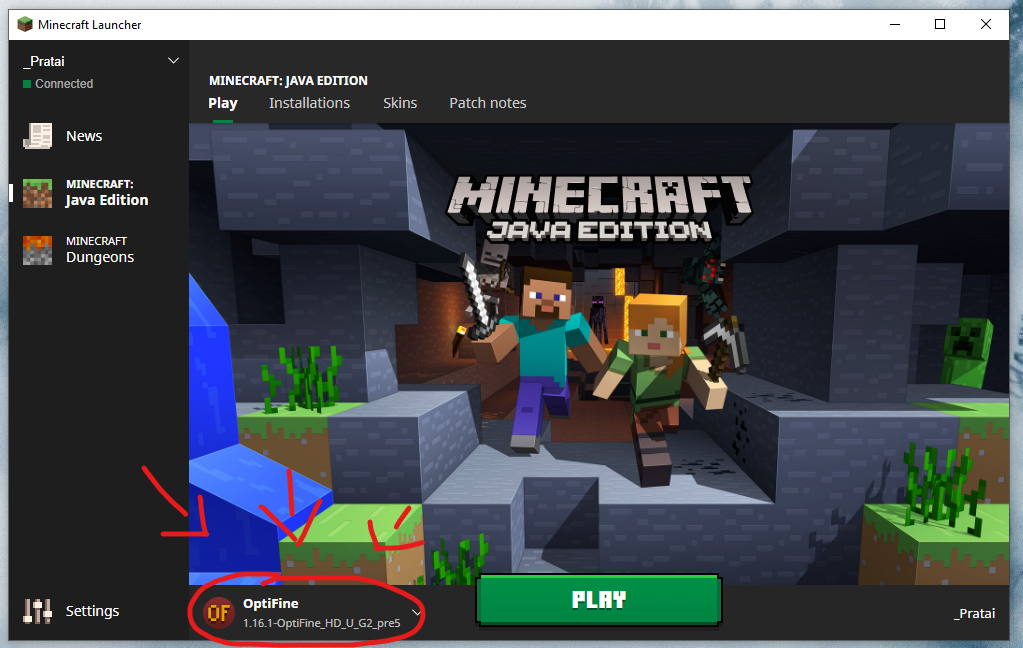 Minecraft Launcher
_Pratai
Connected
MINECRAFT: JAVA EDITION
Play Installations Skins Patch notes
News
MINECRAFT:
Java Edition
MINECRAFT
Dungeons
MINECRAFT
JAVA EDITION
Settings
OF
OptiFine
1.16.1-OptiFine_HD_U_G2_pre5
PLAY
_Pratai